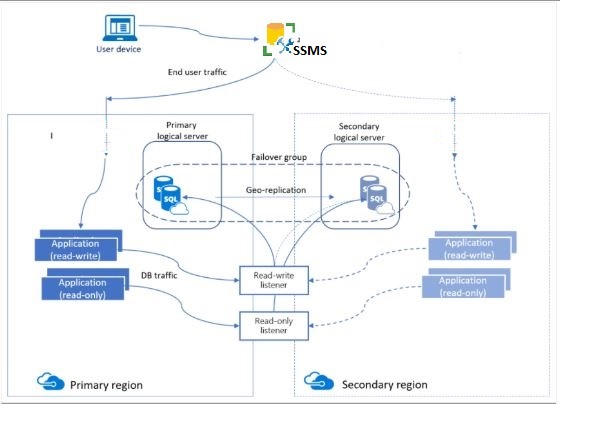 User device
SSMS
End user traffic
I
Primary
logical server
Secondary
logical server
Failover group
Geo-replication
SQL
SQL
Application
(read-write)
Application
(read-only)
DB traffic
Read-write
listener
Read-only
listener
Application
(read-write)
Application
(read-only)
Primary region
Secondary region